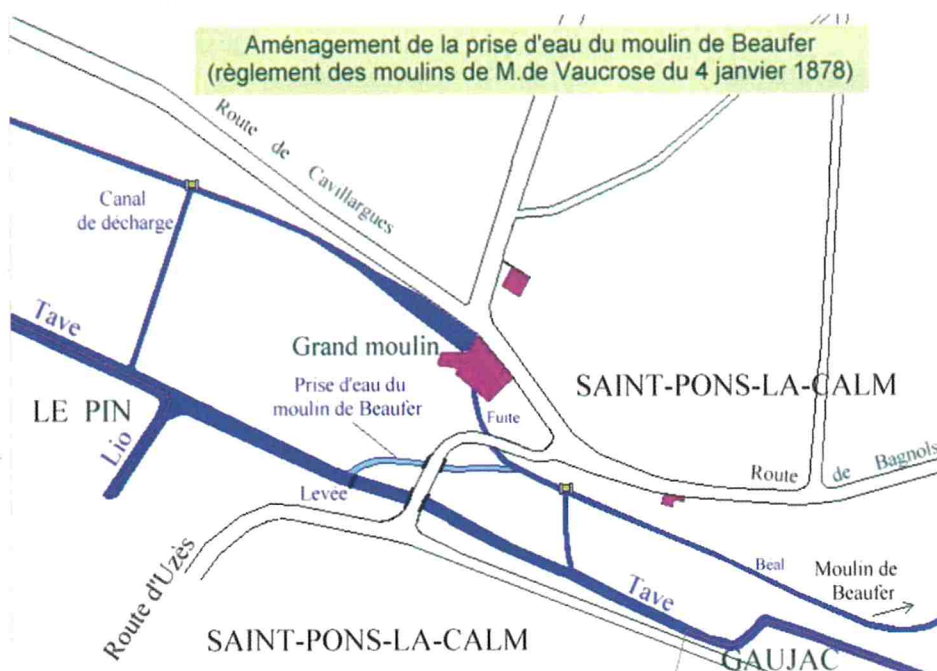 Aménagement de la prise d'eau du moulin de Beaufer
(règlement des moulins de M.de Vaucrose du 4 janvier 1878)
Route de Cavillargues
Canal
de décharge
Tave
Grand moulin
Prise d'eau du
moulin de Beaufer
SAINT-PONS-LA-CALM
LE PIN
Lio
Fuite
Levée
Route de Bagnols
Route d'Uzès
Tave
Béal
Moulin de
Beaufer
SAINT-PONS-LA-CALM
GAUJAC